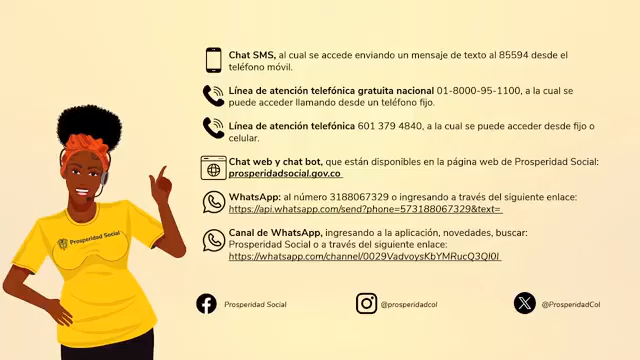 Chat SMS, al cual se accede enviando un mensaje de texto al 85594 desde el
teléfono móvil.
Línea de atención telefónica gratuita nacional 01-8000-95-1100, a la cual se
puede acceder llamando desde un teléfono fijo.
Línea de atención telefónica 601 379 4840, a la cual se puede acceder desde fijo o
celular.
Chat web y chat bot, que están disponibles en la página web de Prosperidad Social:
prosperidadsocial.gov.co
WhatsApp: al número 3188067329 o ingresando a través del siguiente enlace:
https://api.whatsapp.com/send?phone=573188067329&text=
Canal de WhatsApp, ingresando a la aplicación, novedades, buscar:
Prosperidad Social o a través del siguiente enlace:
https://whatsapp.com/channel/0029VadvoysKbYMRucQ3QI0I
Prosperidad Social
Prosperidad Social
@prosperidadcol
@ProsperidadCol